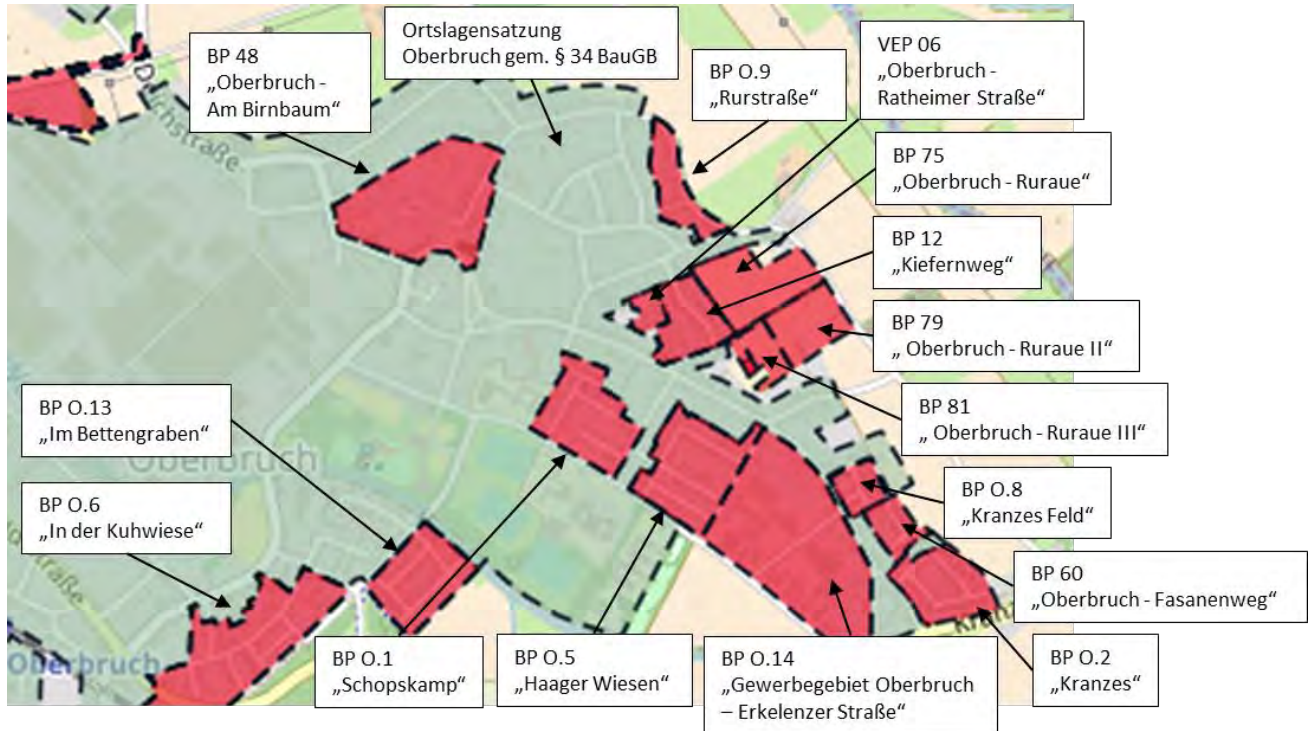 BP 48
„Oberbruch -
Am Birnbaum“
Ortslagensatzung
Oberbruch gem. § 34 BauGB
BP O.9
„Rurstraße“
VEP 06
„Oberbruch -
Ratheimer Straße“
BP 75
„Oberbruch - Ruraue“
BP 12
„Kiefernweg“
BP 79
„ Oberbruch - Ruraue II“
BP 81
„ Oberbruch - Ruraue III“
BP O.8
„Kranzes Feld“
BP 60
„Oberbruch - Fasanenweg“
BP O.2
„Kranzes“
BP O.14
„Gewerbegebiet Oberbruch
– Erkelenzer Straße“
BP O.5
„Haager Wiesen“
BP O.1
„Schopskamp“
BP O.6
„In der Kuhwiese“
BP O.13
„Im Bettengraben“
Oberbruch
Oberbruch